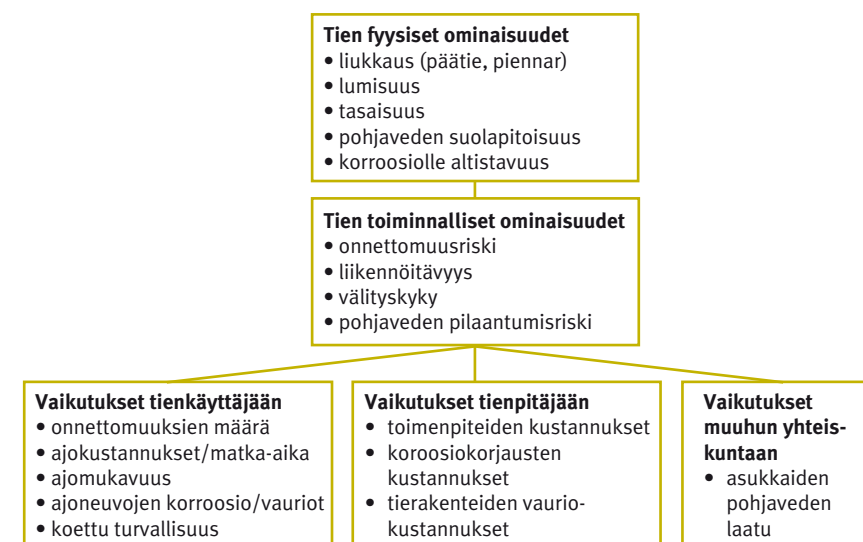 Tien fyysiset ominaisuudet
• liukkaus (päätie, piennar)
• lumisuus
• tasaisuus
• pohjaveden suolapitoisuus
• korroosiolle altistavuus
Tien toiminnalliset ominaisuudet
• onnettomuusriski
• liikennöitävyys
• välityskyky
• pohjaveden pilaantumisriski
Vaikutukset tienkäyttäjään
• onnettomuuksien määrä
• ajokustannukset/matka-aika
• ajomukavuus
• ajoneuvojen korroosio/vauriot
• koettu turvallisuus
Vaikutukset tienpitäjään
• toimenpiteiden kustannukset
• koroosiokorjausten
kustannukset
• tierakenteiden vaurio-
kustannukset
Vaikutukset
muuhun yhteis-
kuntaan
• asukkaiden
pohjaveden
laatu